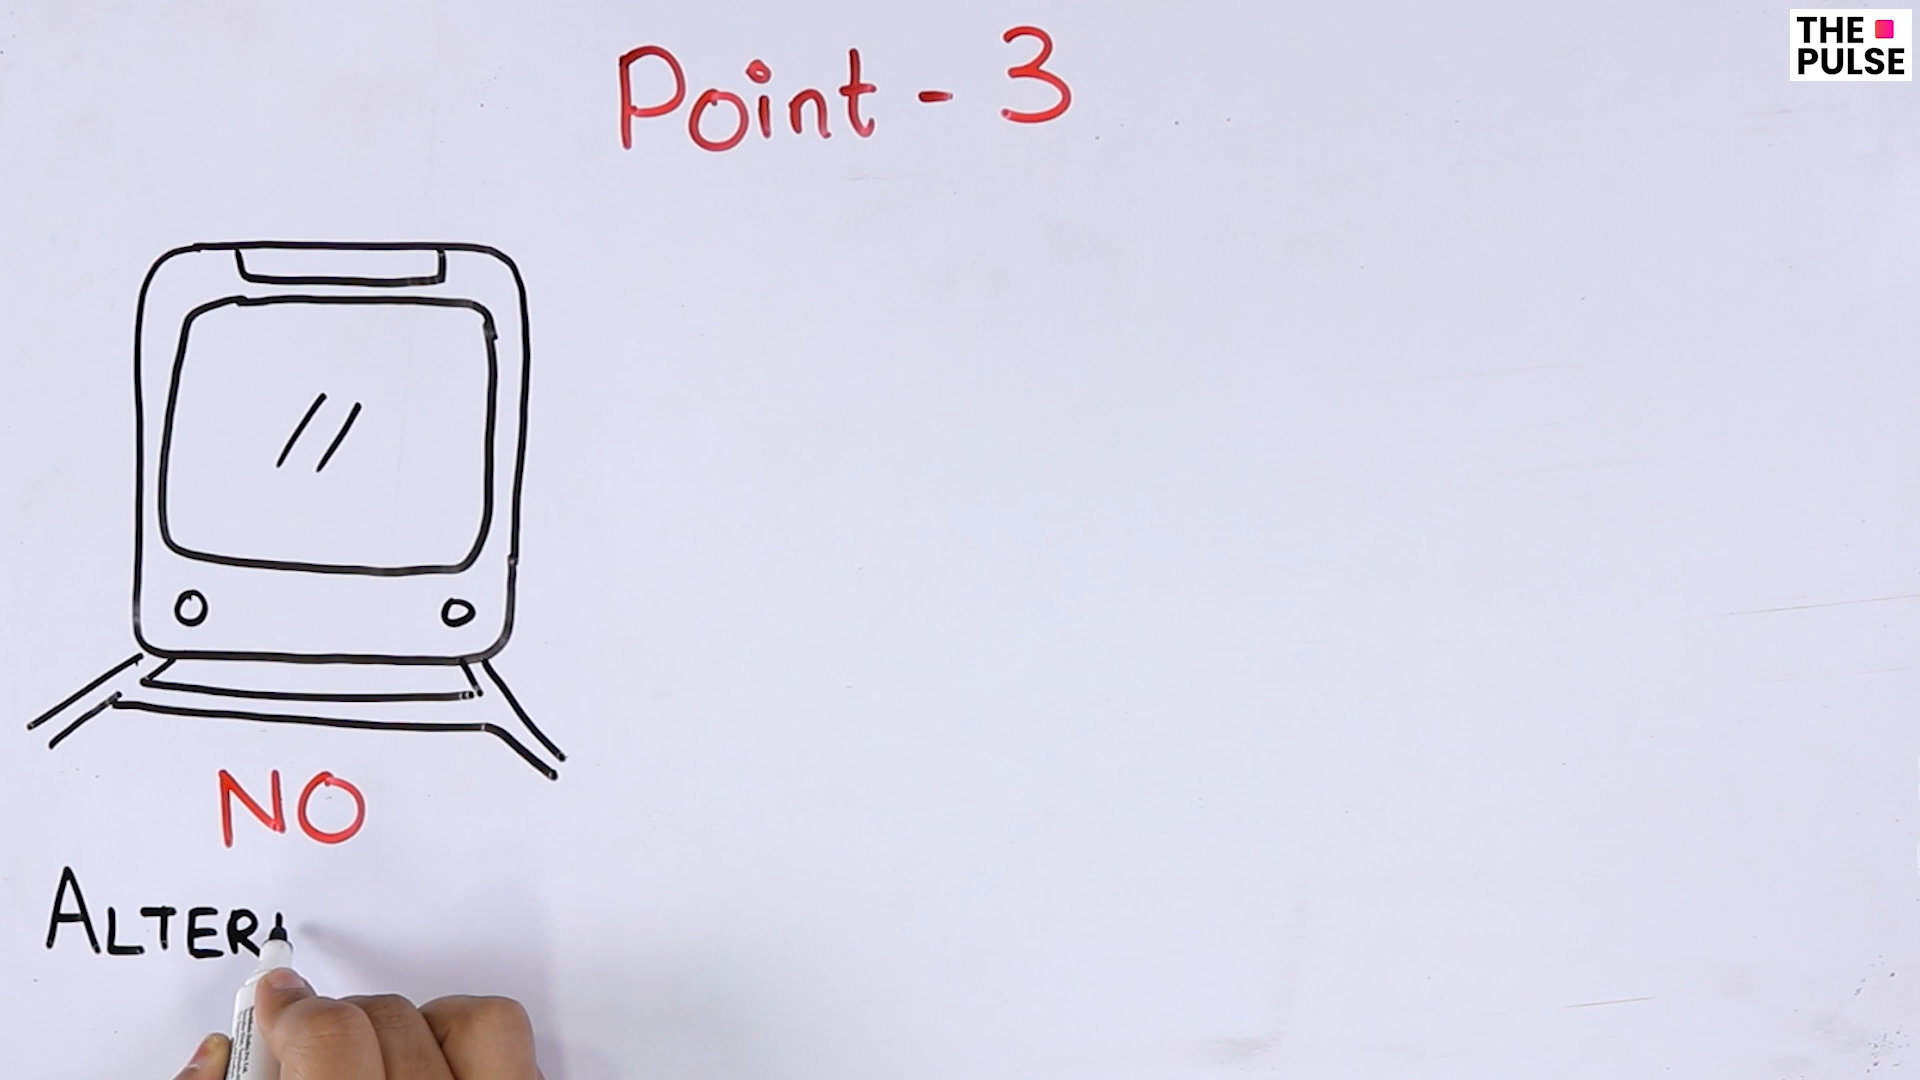 THE
PULSE
Point - 3
NO
ALTER